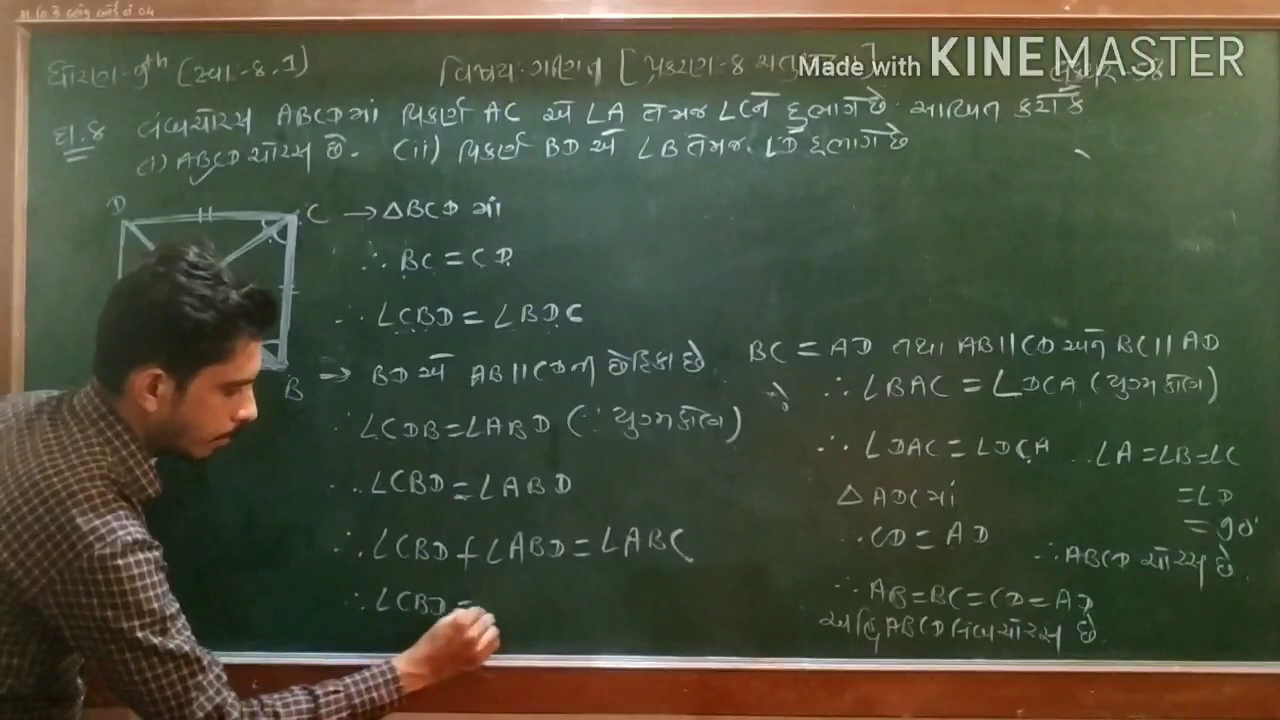 ધોરણ-9th (સ્વા.-8.1)
વિષય:ગણિત [પ્રકરણ-8
Made with KINEMASTER
દા.8 લંબચોરસ ABCDમાં વિકર્ણ AC એ ∠A તેમજ ∠Cને દુભાગે છે. સાબિત કરો કે
(i) ABCD ચોરસ છે. (ii) વિકર્ણ BD એ ∠B તેમજ ∠D દુભાગે છે
D
C
B
→ △BCD માં
∴ BC = CD
∴ ∠CBD = ∠BDC
→ BD એ AB||CDની છેદિકા છે.
∴ ∠CDB = ∠ABD (∵ યુગ્મકોણ)
∴ ∠CBD = ∠ABD
∴ ∠CBD + ∠ABD = ∠ABC
∴ ∠CBD =
BC = AD તથા AB||CD અને BC||AD
∴ ∠BAC = ∠DCA (યુગ્મકોણ)
∴ ∠DAC = ∠DCA
△ADCમાં
∴ CD = AD
∴ AB = BC = CD = AD
અહિ ABCD લંબચોરસ છે.
∴ ∠A = ∠B = ∠C
= ∠D
= 90°
∴ ABCD ચોરસ છે.